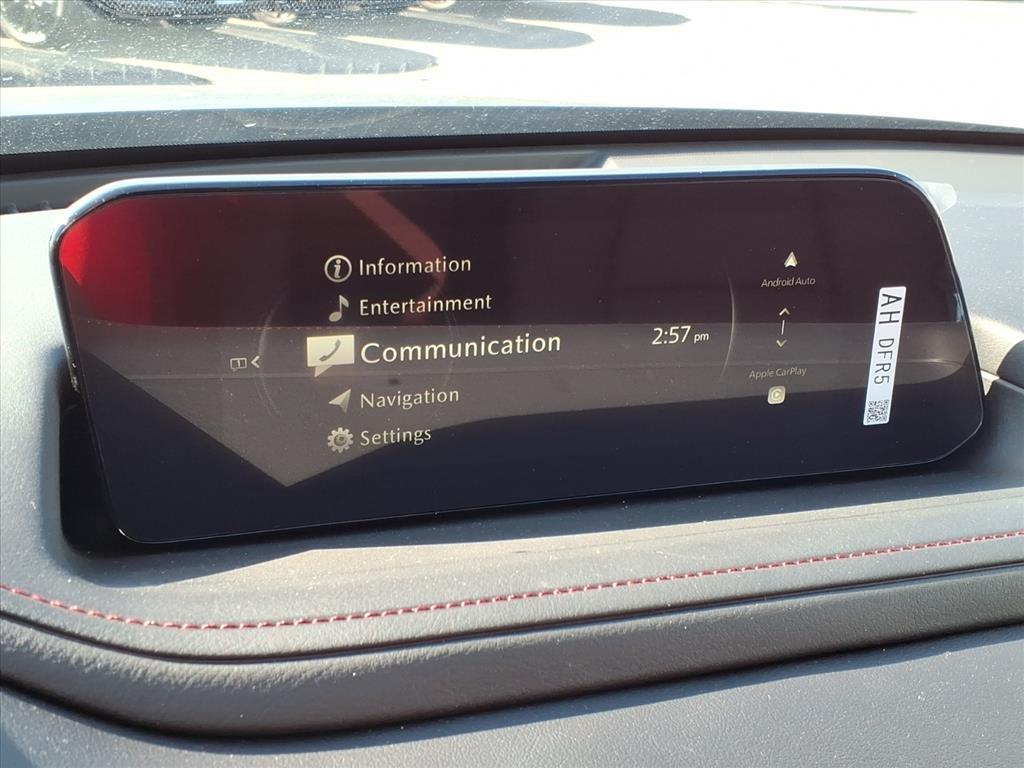 Information
Entertainment
Communication
Navigation
Settings
2:57 pm
Android Auto
Apple CarPlay
AH DFR5